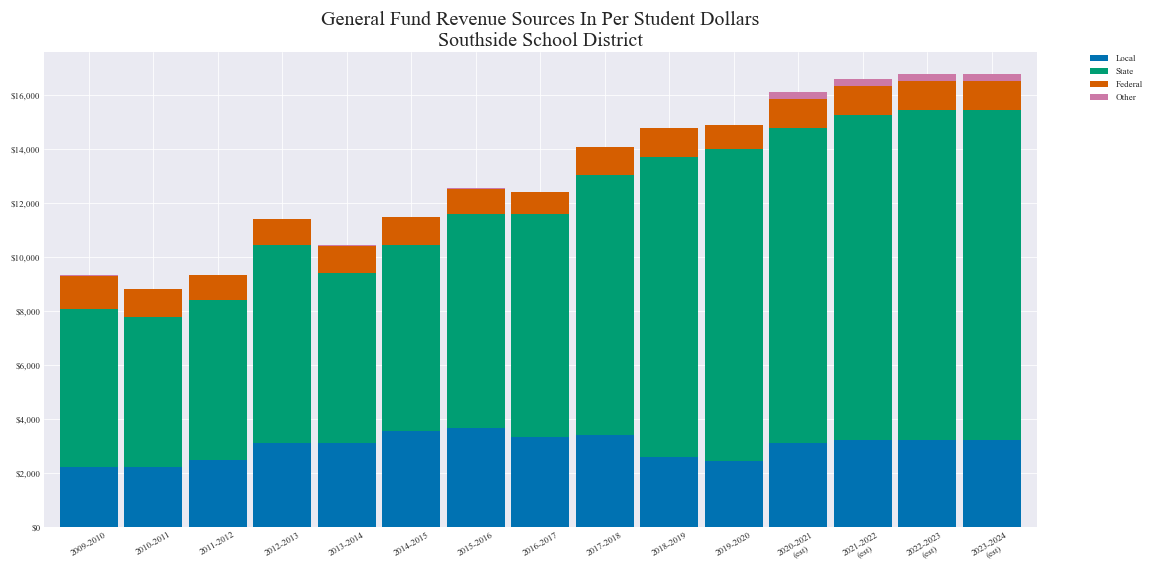 General Fund Revenue Sources In Per Student Dollars
Southside School District
Local
State
Federal
Other
$16,000
$14,000
$12,000
$10,000
$8,000
$6,000
$4,000
$2,000
$0
2009-2010
2010-2011
2011-2012
2012-2013
2013-2014
2014-2015
2015-2016
2016-2017
2017-2018
2018-2019
2019-2020
2020-2021
(est)
2021-2022
(est)
2022-2023
(est)
2023-2024
(est)